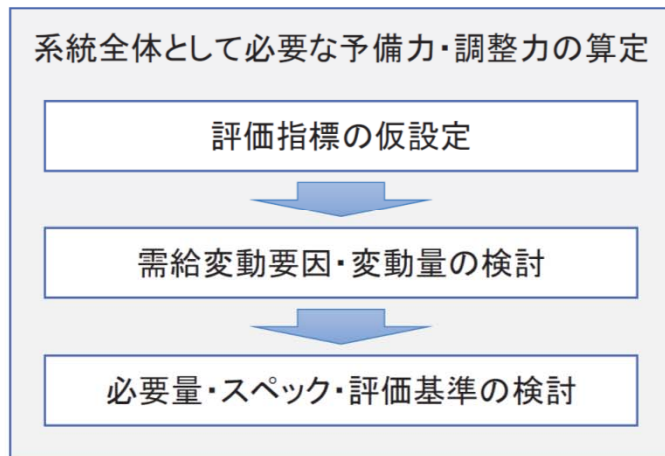 系統全体として必要な予備力・調整力の算定
評価指標の仮設定
需給変動要因・変動量の検討
必要量・スペック・評価基準の検討